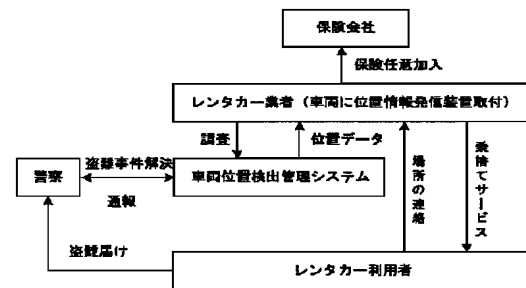 保険会社
保険任意加入
レンタカー業者（車両に位置情報発信装置取付）
調査
位置データ
盗難事件解決
警察
車両位置検出管理システム
通報
場所の連絡
乗捨てサービス
盗難届け
レンタカー利用者